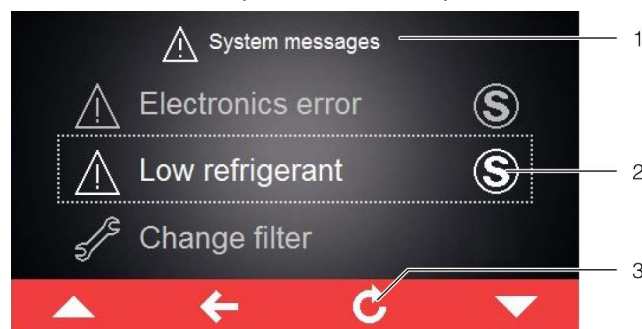 System messages
1
Electronics error S
Low refrigerant S
2
Change filter
3